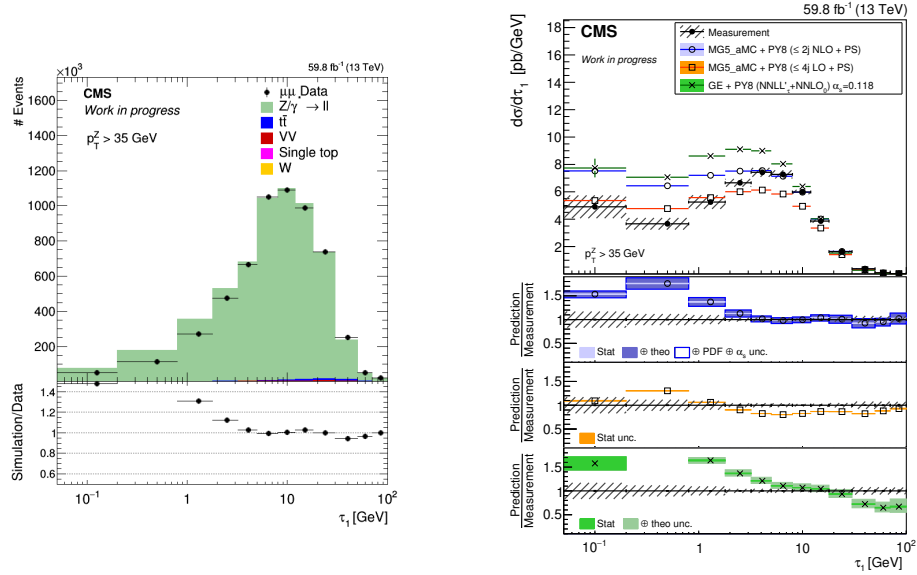 59.8 fb⁻¹ (13 TeV)
×10³
# Events
1600
1400
1200
1000
800
600
400
200
CMS
Work in progress
p_T^Z > 35 GeV
μμ Data
Z/γ* → ll
tt̄
VV
Single top
W
Simulation/Data
1.4
1.2
1
0.8
0.6
10⁻¹
1
10
10²
τ₁ [GeV]
59.8 fb⁻¹ (13 TeV)
dσ/dτ₁ [pb/GeV]
18
16
14
12
10
8
6
4
2
CMS
Work in progress
Measurement
MG5_aMC + PY8 (≤ 2j NLO + PS)
MG5_aMC + PY8 (≤ 4j LO + PS)
GE + PY8 (NNLL'_τ+NNLO₀) α_s=0.118
p_T^Z > 35 GeV
Prediction
Measurement
1.5
1
0.5
Stat
⊕ theo
⊕ PDF ⊕ α_s unc.
Prediction
Measurement
1.5
1
0.5
Stat unc.
Prediction
Measurement
1.5
1
0.5
Stat
⊕ theo unc.
10⁻¹
1
10
10²
τ₁ [GeV]